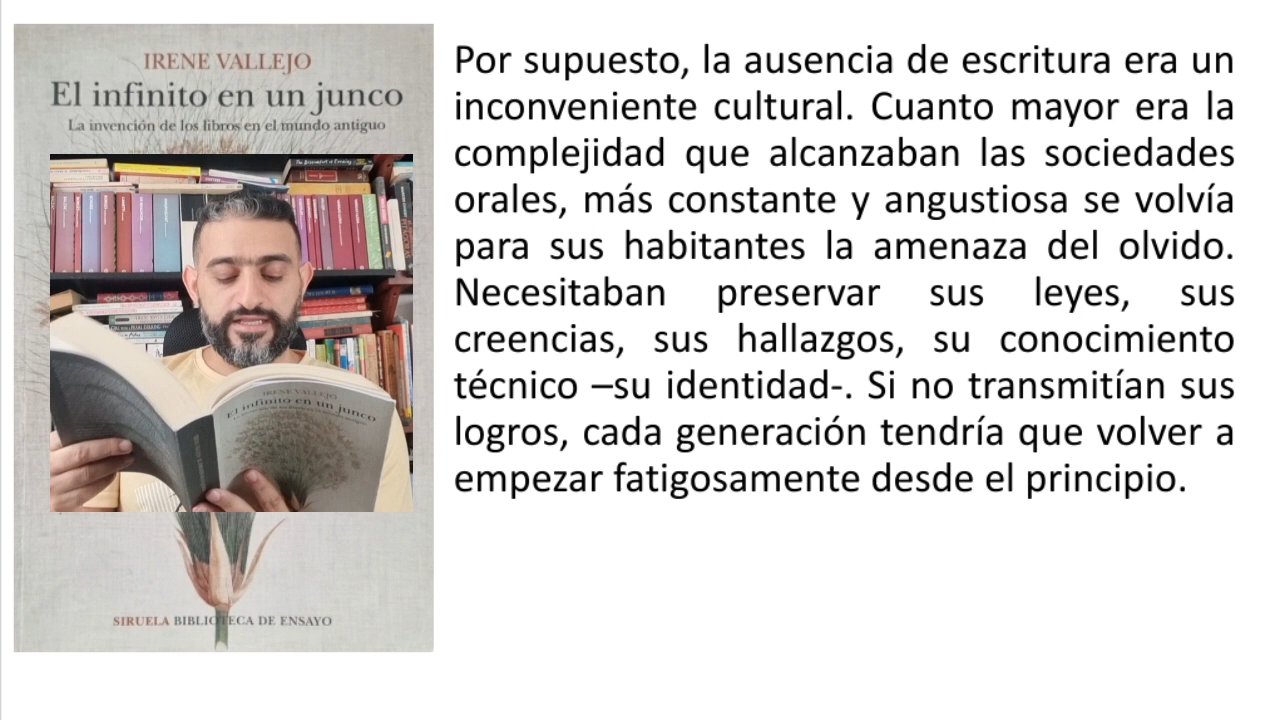 IRENE VALLEJO
El infinito en un junco
La invención de los libros en el mundo antiguo
Por supuesto, la ausencia de escritura era un
inconveniente cultural. Cuanto mayor era la
complejidad que alcanzaban las sociedades
orales, más constante y angustiosa se volvía
para sus habitantes la amenaza del olvido.
Necesitaban preservar sus leyes, sus
creencias, sus hallazgos, su conocimiento
técnico –su identidad-. Si no transmitían sus
logros, cada generación tendría que volver a
empezar fatigosamente desde el principio.
IRENE VALLEJO
El infinito en un junco
SIRUELA BIBLIOTECA DE ENSAYO